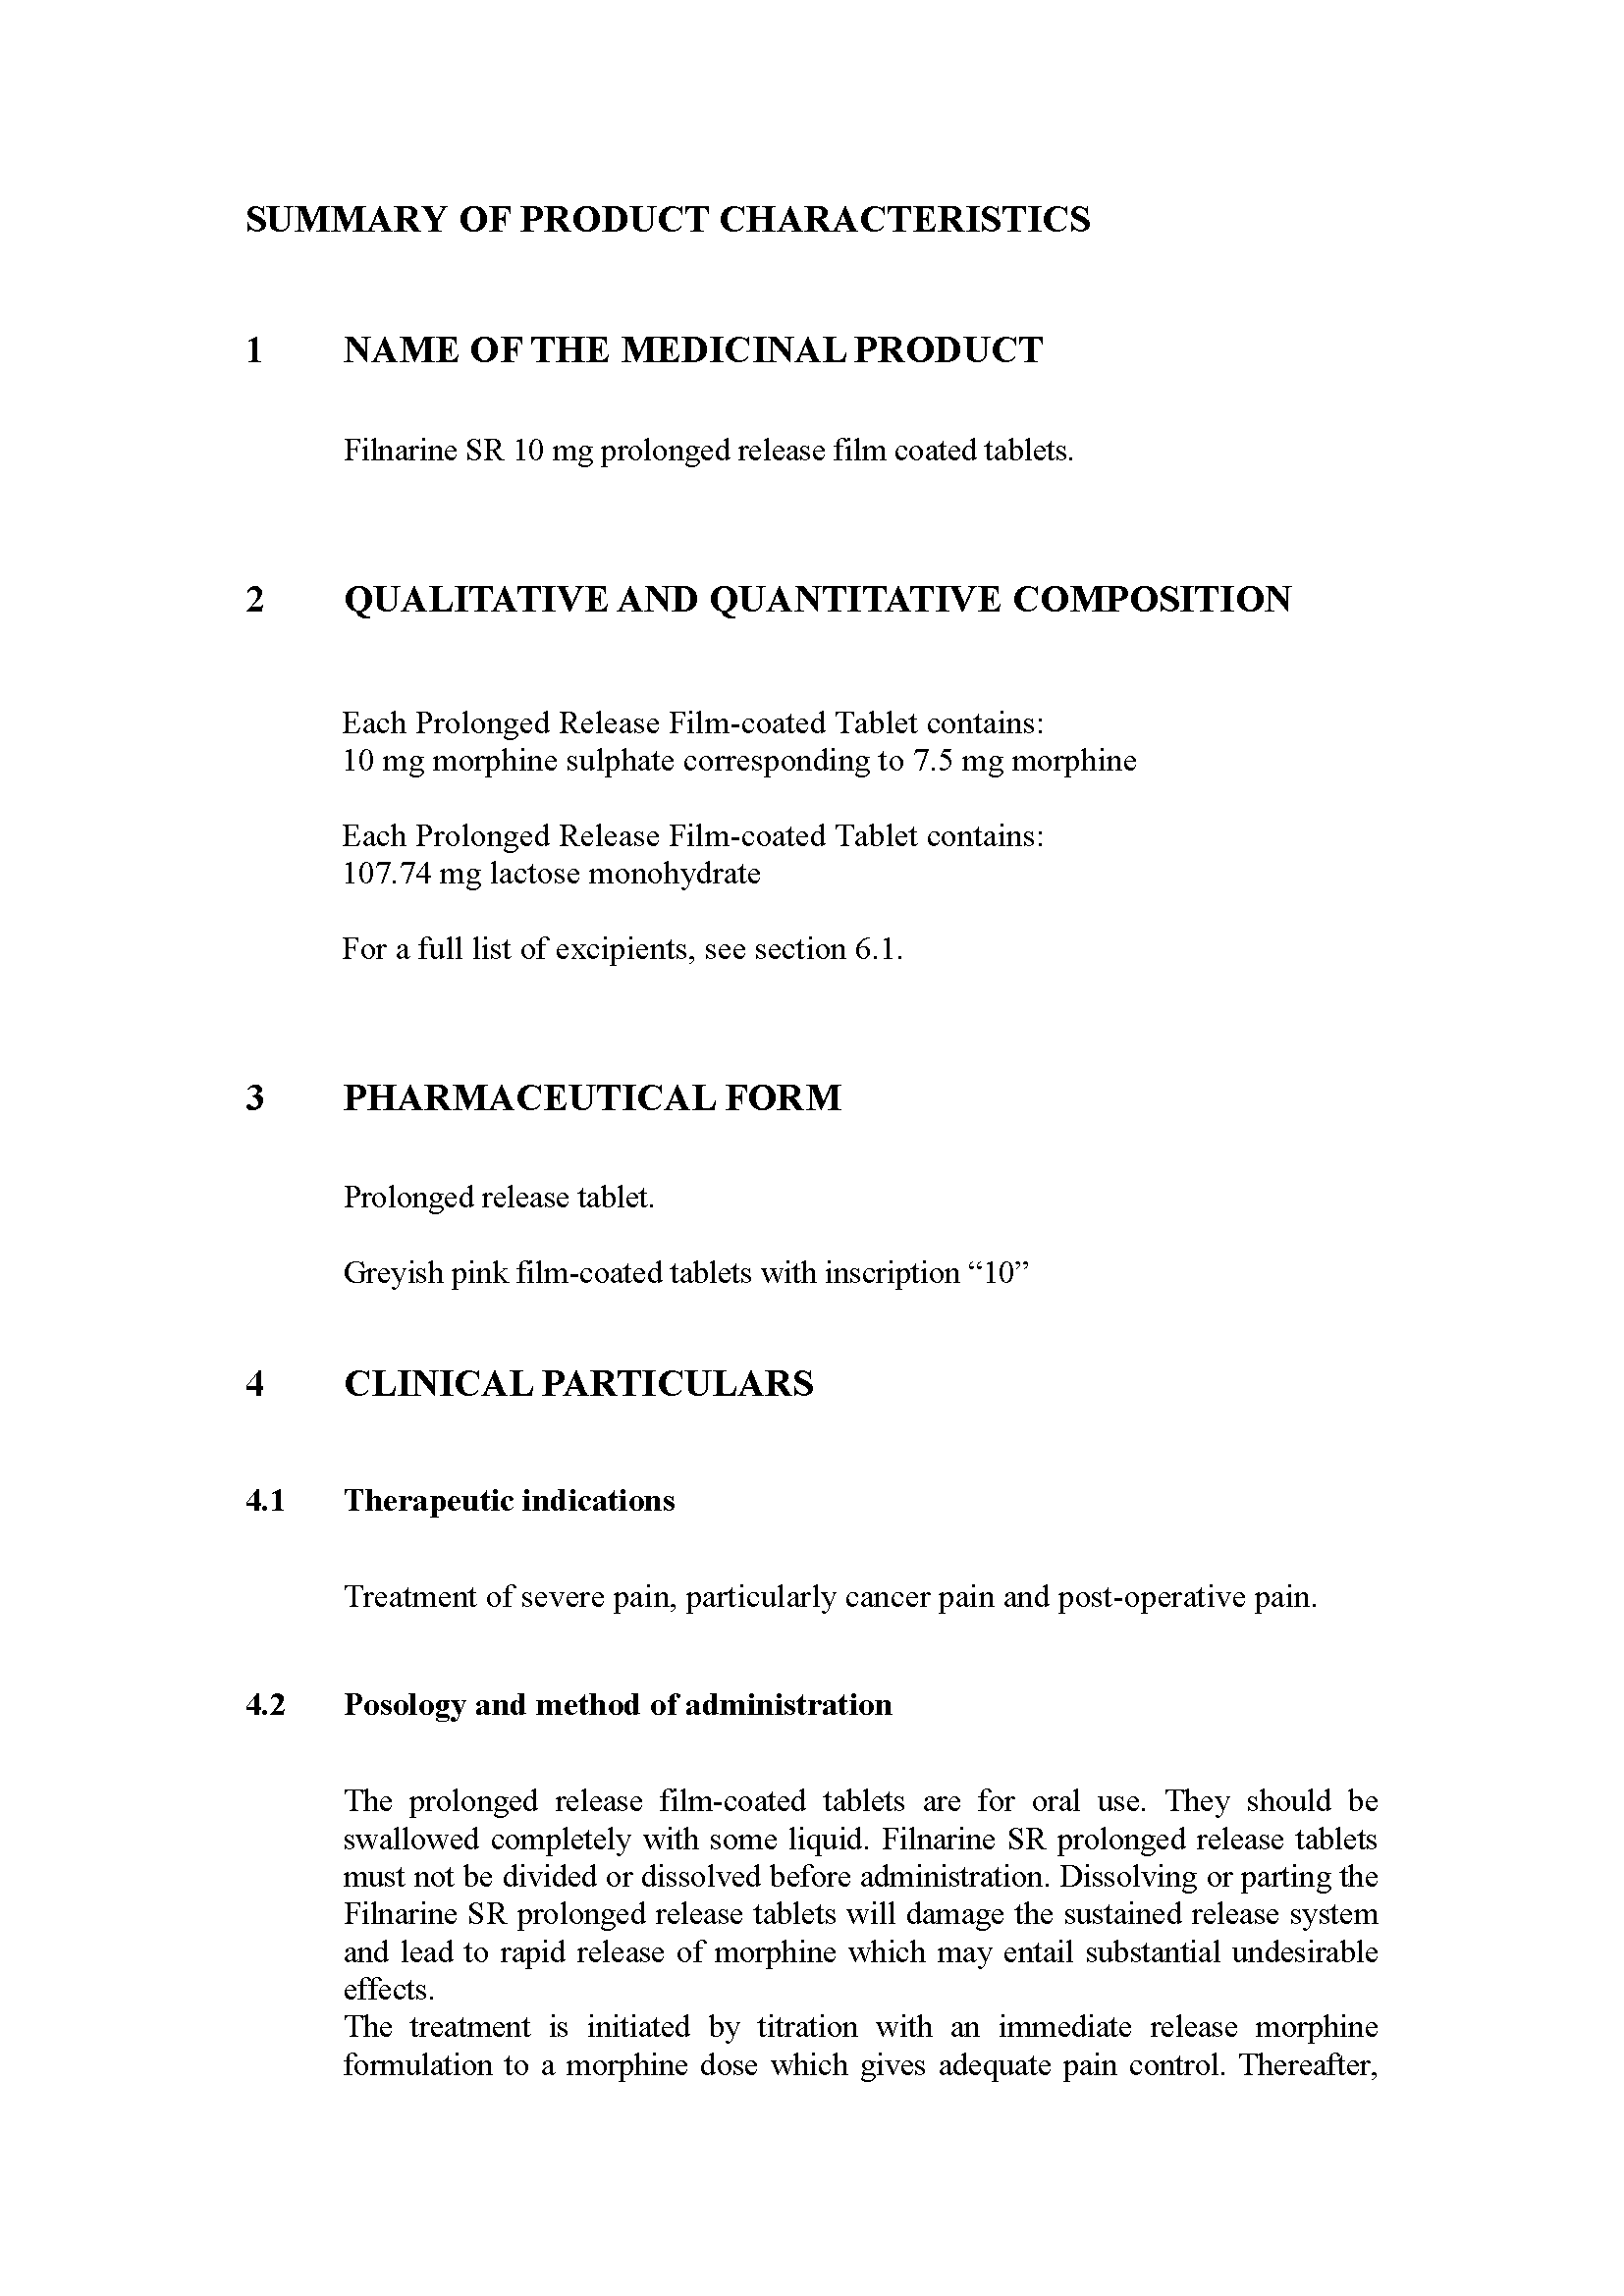 SUMMARY OF PRODUCT CHARACTERISTICS
1 NAME OF THE MEDICINAL PRODUCT
Filnarine SR 10 mg prolonged release film coated tablets.
2 QUALITATIVE AND QUANTITATIVE COMPOSITION
Each Prolonged Release Film-coated Tablet contains:
10 mg morphine sulphate corresponding to 7.5 mg morphine
Each Prolonged Release Film-coated Tablet contains:
107.74 mg lactose monohydrate
For a full list of excipients, see section 6.1.
3 PHARMACEUTICAL FORM
Prolonged release tablet.
Greyish pink film-coated tablets with inscription “10”
4 CLINICAL PARTICULARS
4.1 Therapeutic indications
Treatment of severe pain, particularly cancer pain and post-operative pain.
4.2 Posology and method of administration
The prolonged release film-coated tablets are for oral use. They should be
swallowed completely with some liquid. Filnarine SR prolonged release tablets
must not be divided or dissolved before administration. Dissolving or parting the
Filnarine SR prolonged release tablets will damage the sustained release system
and lead to rapid release of morphine which may entail substantial undesirable
effects.
The treatment is initiated by titration with an immediate release morphine
formulation to a morphine dose which gives adequate pain control. Thereafter,